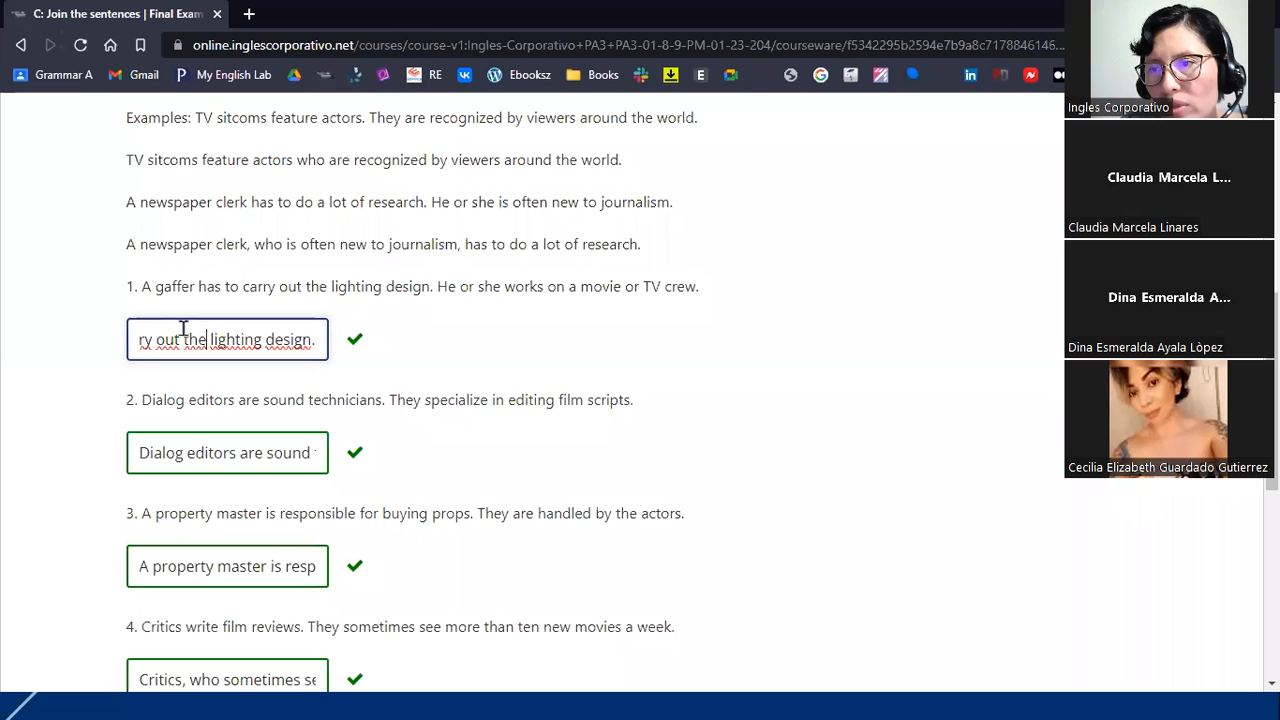 C: Join the sentences | Final Exam
online.inglescorporativo.net/courses/course-v1:Ingles-Corporativo+PA3+PA3-01-8-9-PM-01-23-204/courseware/f5342295b2594e7b9a8c7178846146...
Grammar A
Gmail
My English Lab
RE
Ebooksz
Books
E
Examples: TV sitcoms feature actors. They are recognized by viewers around the world.
TV sitcoms feature actors who are recognized by viewers around the world.
A newspaper clerk has to do a lot of research. He or she is often new to journalism.
A newspaper clerk, who is often new to journalism, has to do a lot of research.
1. A gaffer has to carry out the lighting design. He or she works on a movie or TV crew.
ry out the lighting design.
2. Dialog editors are sound technicians. They specialize in editing film scripts.
Dialog editors are sound
3. A property master is responsible for buying props. They are handled by the actors.
A property master is resp
4. Critics write film reviews. They sometimes see more than ten new movies a week.
Critics, who sometimes se
Ingles Corporativo
Claudia Marcela L...
Claudia Marcela Linares
Dina Esmeralda A...
Dina Esmeralda Ayala Lòpez
Cecilia Elizabeth Guardado Gutierrez